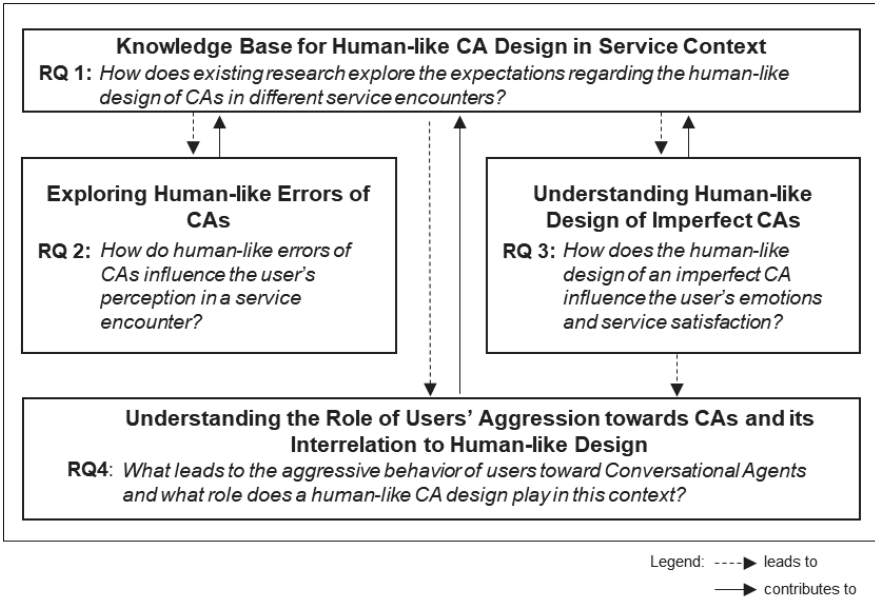 Knowledge Base for Human-like CA Design in Service Context
RQ 1: How does existing research explore the expectations regarding the human-like
design of CAs in different service encounters?
Exploring Human-like Errors of
CAs
RQ 2: How do human-like errors of
CAs influence the user's
perception in a service
encounter?
Understanding Human-like
Design of Imperfect CAs
RQ 3: How does the human-like
design of an imperfect CA
influence the user's emotions
and service satisfaction?
Understanding the Role of Users' Aggression towards CAs and its
Interrelation to Human-like Design
RQ4: What leads to the aggressive behavior of users toward Conversational Agents
and what role does a human-like CA design play in this context?
Legend: leads to
contributes to